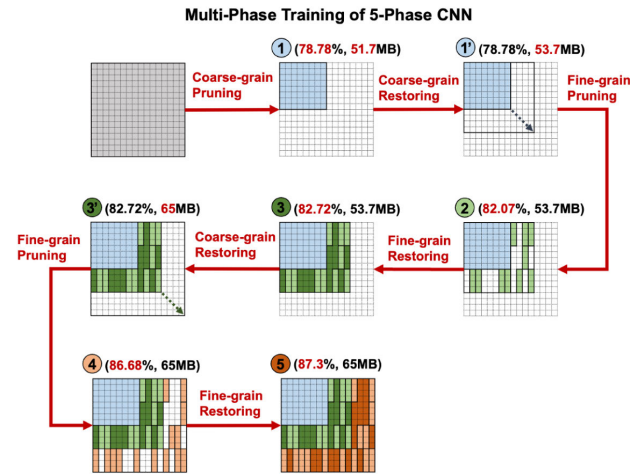 Multi-Phase Training of 5-Phase CNN
1 (78.78%, 51.7MB)
1' (78.78%, 53.7MB)
Coarse-grain
Pruning
Coarse-grain
Restoring
Fine-grain
Pruning
3' (82.72%, 65MB)
3 (82.72%, 53.7MB)
2 (82.07%, 53.7MB)
Fine-grain
Pruning
Coarse-grain
Restoring
Fine-grain
Restoring
4 (86.68%, 65MB)
5 (87.3%, 65MB)
Fine-grain
Restoring